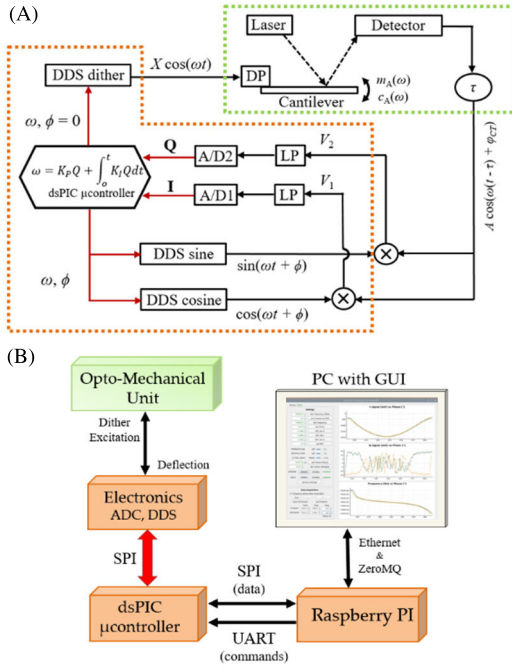 (A)
Laser
Detector
DDS dither
X cos(ωt)
DP
Cantilever
m_A(ω)
c_A(ω)
τ
ω, ϕ = 0
Q
A/D2
LP
V_2
ω = K_P Q + ∫_o^t K_I Q dt
dsPIC μcontroller
I
A/D1
LP
V_1
A cos(ω(t - τ) + φ_CT)
DDS sine
sin(ωt + ϕ)
ω, ϕ
DDS cosine
cos(ωt + ϕ)
(B)
Opto-Mechanical
Unit
PC with GUI
Dither
Excitation
Deflection
Electronics
ADC, DDS
SPI
Ethernet
&
ZeroMQ
SPI
(data)
dsPIC
μcontroller
Raspberry PI
UART
(commands)